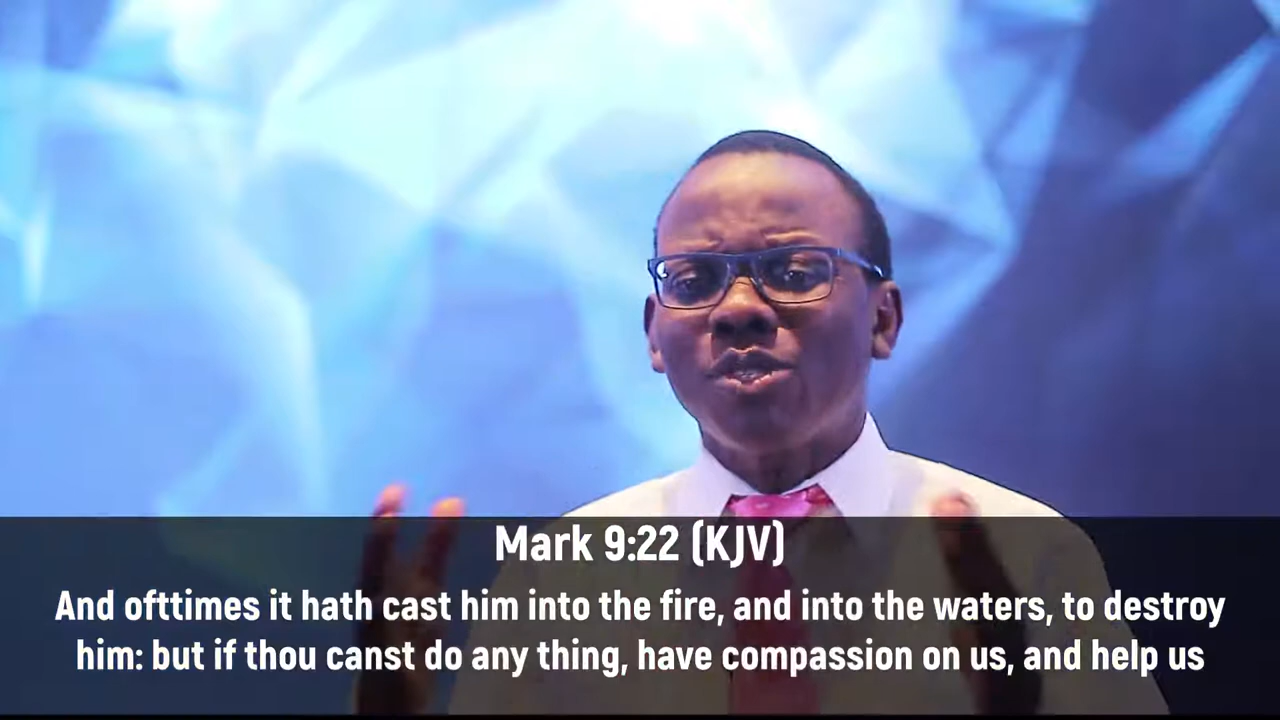 Mark 9:22 (KJV)
And ofttimes it hath cast him into the fire, and into the waters, to destroy
him: but if thou canst do any thing, have compassion on us, and help us